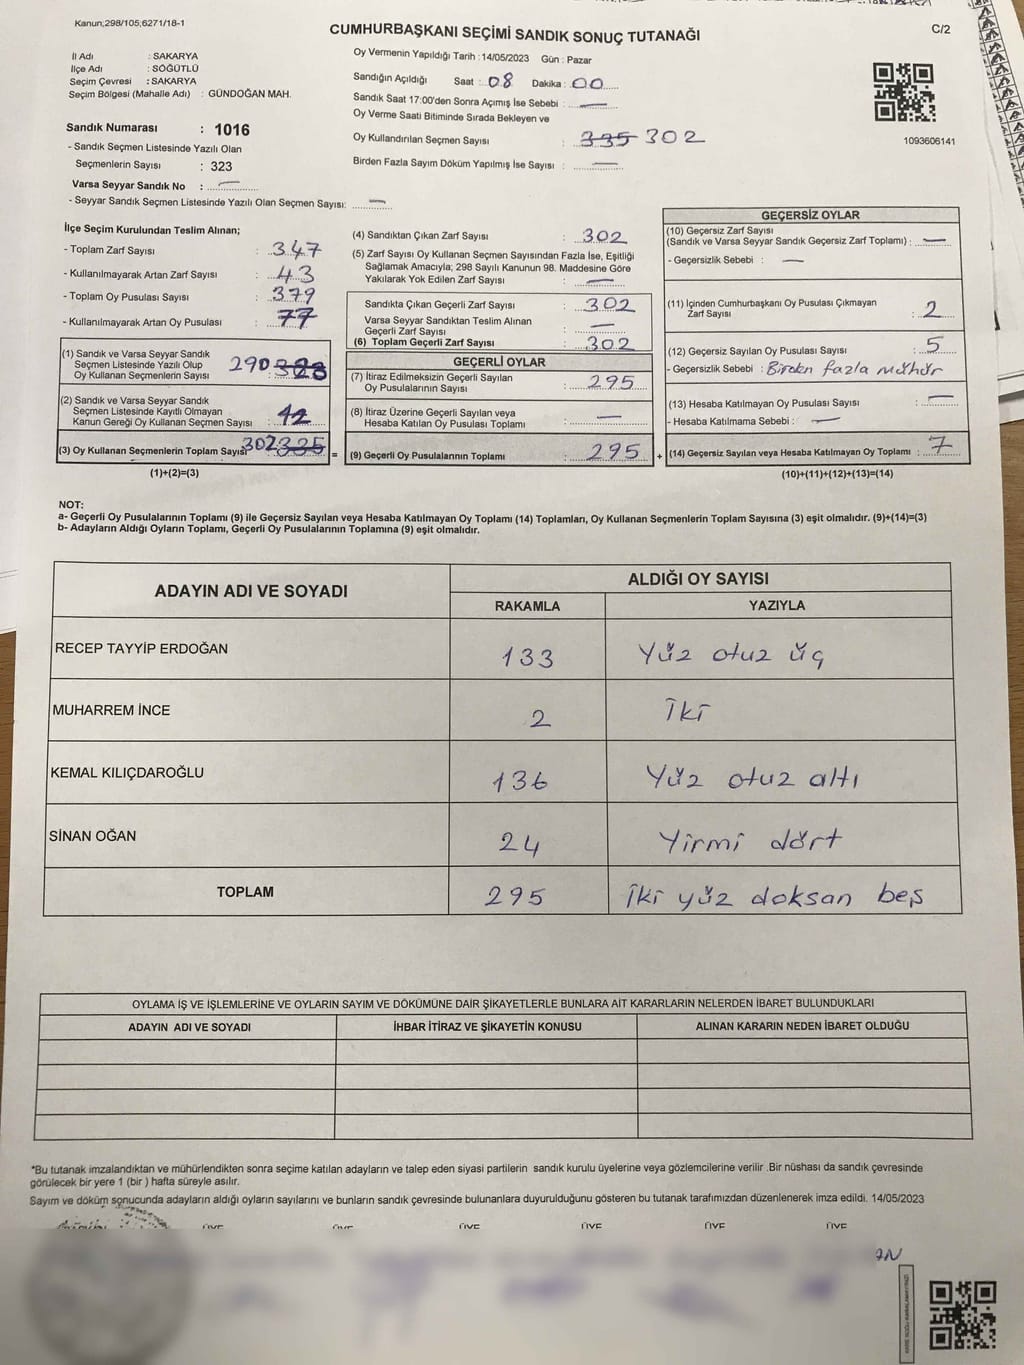 Kanun;298/105,6271/18-1
CUMHURBAŞKANI SEÇİMİ SANDIK SONUÇ TUTANAĞI
C/2
İl Adı : SAKARYA
İlçe Adı : SÖĞÜTLÜ
Seçim Çevresi : SAKARYA
Seçim Bölgesi (Mahalle Adı) : GÜNDOĞAN MAH.
Sandık Numarası : 1016
- Sandık Seçmen Listesinde Yazılı Olan
Seçmenlerin Sayısı : 323
Varsa Seyyar Sandık No : —
- Seyyar Sandık Seçmen Listesinde Yazılı Olan Seçmen Sayısı: —
Oy Vermenin Yapıldığı Tarih : 14/05/2023 Gün : Pazar
Sandığın Açıldığı Saat : 08 Dakika : 00
Sandık Saat 17:00'den Sonra Açımış İse Sebebi : —
Oy Verme Saati Bitiminde Sırada Bekleyen ve
Oy Kullandırılan Seçmen Sayısı : 335 302
Birden Fazla Sayım Döküm Yapılmış İse Sayısı : —
1093606141
İlçe Seçim Kurulundan Teslim Alınan;
- Toplam Zarf Sayısı : 347
- Kullanılmayarak Artan Zarf Sayısı : 43
- Toplam Oy Pusulası Sayısı : 379
- Kullanılmayarak Artan Oy Pusulası : 77
(1) Sandık ve Varsa Seyyar Sandık
Seçmen Listesinde Yazılı Olup
Oy Kullanan Seçmenlerin Sayısı : 290 323
(2) Sandık ve Varsa Seyyar Sandık
Seçmen Listesinde Kayıtlı Olmayan
Kanun Gereği Oy Kullanan Seçmen Sayısı : 12
(3) Oy Kullanan Seçmenlerin Toplam Sayısı 302 335 =
(1)+(2)=(3)
(4) Sandıktan Çıkan Zarf Sayısı : 302
(5) Zarf Sayısı Oy Kullanan Seçmen Sayısından Fazla İse, Eşitliği
Sağlamak Amacıyla; 298 Sayılı Kanunun 98. Maddesine Göre
Yakılarak Yok Edilen Zarf Sayısı : —
Sandıkta Çıkan Geçerli Zarf Sayısı : 302
Varsa Seyyar Sandıktan Teslim Alınan
Geçerli Zarf Sayısı : —
(6) Toplam Geçerli Zarf Sayısı : 302
GEÇERLİ OYLAR
(7) İtiraz Edilmeksizin Geçerli Sayılan
Oy Pusulalarının Sayısı : 295
(8) İtiraz Üzerine Geçerli Sayılan veya
Hesaba Katılan Oy Pusulası Toplamı : —
(9) Geçerli Oy Pusulalarının Toplamı : 295 +
GEÇERSİZ OYLAR
(10) Geçersiz Zarf Sayısı
(Sandık ve Varsa Seyyar Sandık Geçersiz Zarf Toplamı) : —
- Geçersizlik Sebebi : —
(11) İçinden Cumhurbaşkanı Oy Pusulası Çıkmayan
Zarf Sayısı : 2
(12) Geçersiz Sayılan Oy Pusulası Sayısı : 5
- Geçersizlik Sebebi : Birden fazla mühür
(13) Hesaba Katılmayan Oy Pusulası Sayısı : —
- Hesaba Katılmama Sebebi : —
(14) Geçersiz Sayılan veya Hesaba Katılmayan Oy Toplamı : 7
(10)+(11)+(12)+(13)=(14)
NOT:
a- Geçerli Oy Pusulalarının Toplamı (9) ile Geçersiz Sayılan veya Hesaba Katılmayan Oy Toplamı (14) Toplamları, Oy Kullanan Seçmenlerin Toplam Sayısına (3) eşit olmalıdır. (9)+(14)=(3)
b- Adayların Aldığı Oyların Toplamı, Geçerli Oy Pusulalarının Toplamına (9) eşit olmalıdır.
ADAYIN ADI VE SOYADI ALDIĞI OY SAYISI
RAKAMLA YAZIYLA
RECEP TAYYİP ERDOĞAN 133 Yüz otuz üç
MUHARREM İNCE 2 İki
KEMAL KILIÇDAROĞLU 136 Yüz otuz altı
SİNAN OĞAN 24 Yirmi dört
TOPLAM 295 İki yüz doksan beş
OYLAMA İŞ VE İŞLEMLERİNE VE OYLARIN SAYIM VE DÖKÜMÜNE DAİR ŞİKAYETLERLE BUNLARA AİT KARARLARIN NELERDEN İBARET BULUNDUKLARI
ADAYIN ADI VE SOYADI İHBAR İTİRAZ VE ŞİKAYETİN KONUSU ALINAN KARARIN NEDEN İBARET OLDUĞU
*Bu tutanak imzalandıktan ve mühürlendikten sonra seçime katılan adayların ve talep eden siyasi partilerin sandık kurulu üyelerine veya gözlemcilerine verilir .Bir nüshası da sandık çevresinde
görülecek bir yere 1 (bir ) hafta süreyle asılır.
Sayım ve döküm sonucunda adayların aldığı oyların sayılarını ve bunların sandık çevresinde bulunanlara duyurulduğunu gösteren bu tutanak tarafımızdan düzenlenerek imza edildi. 14/05/2023
ÜYE ÜYE ÜYE ÜYE ÜYE ÜYE